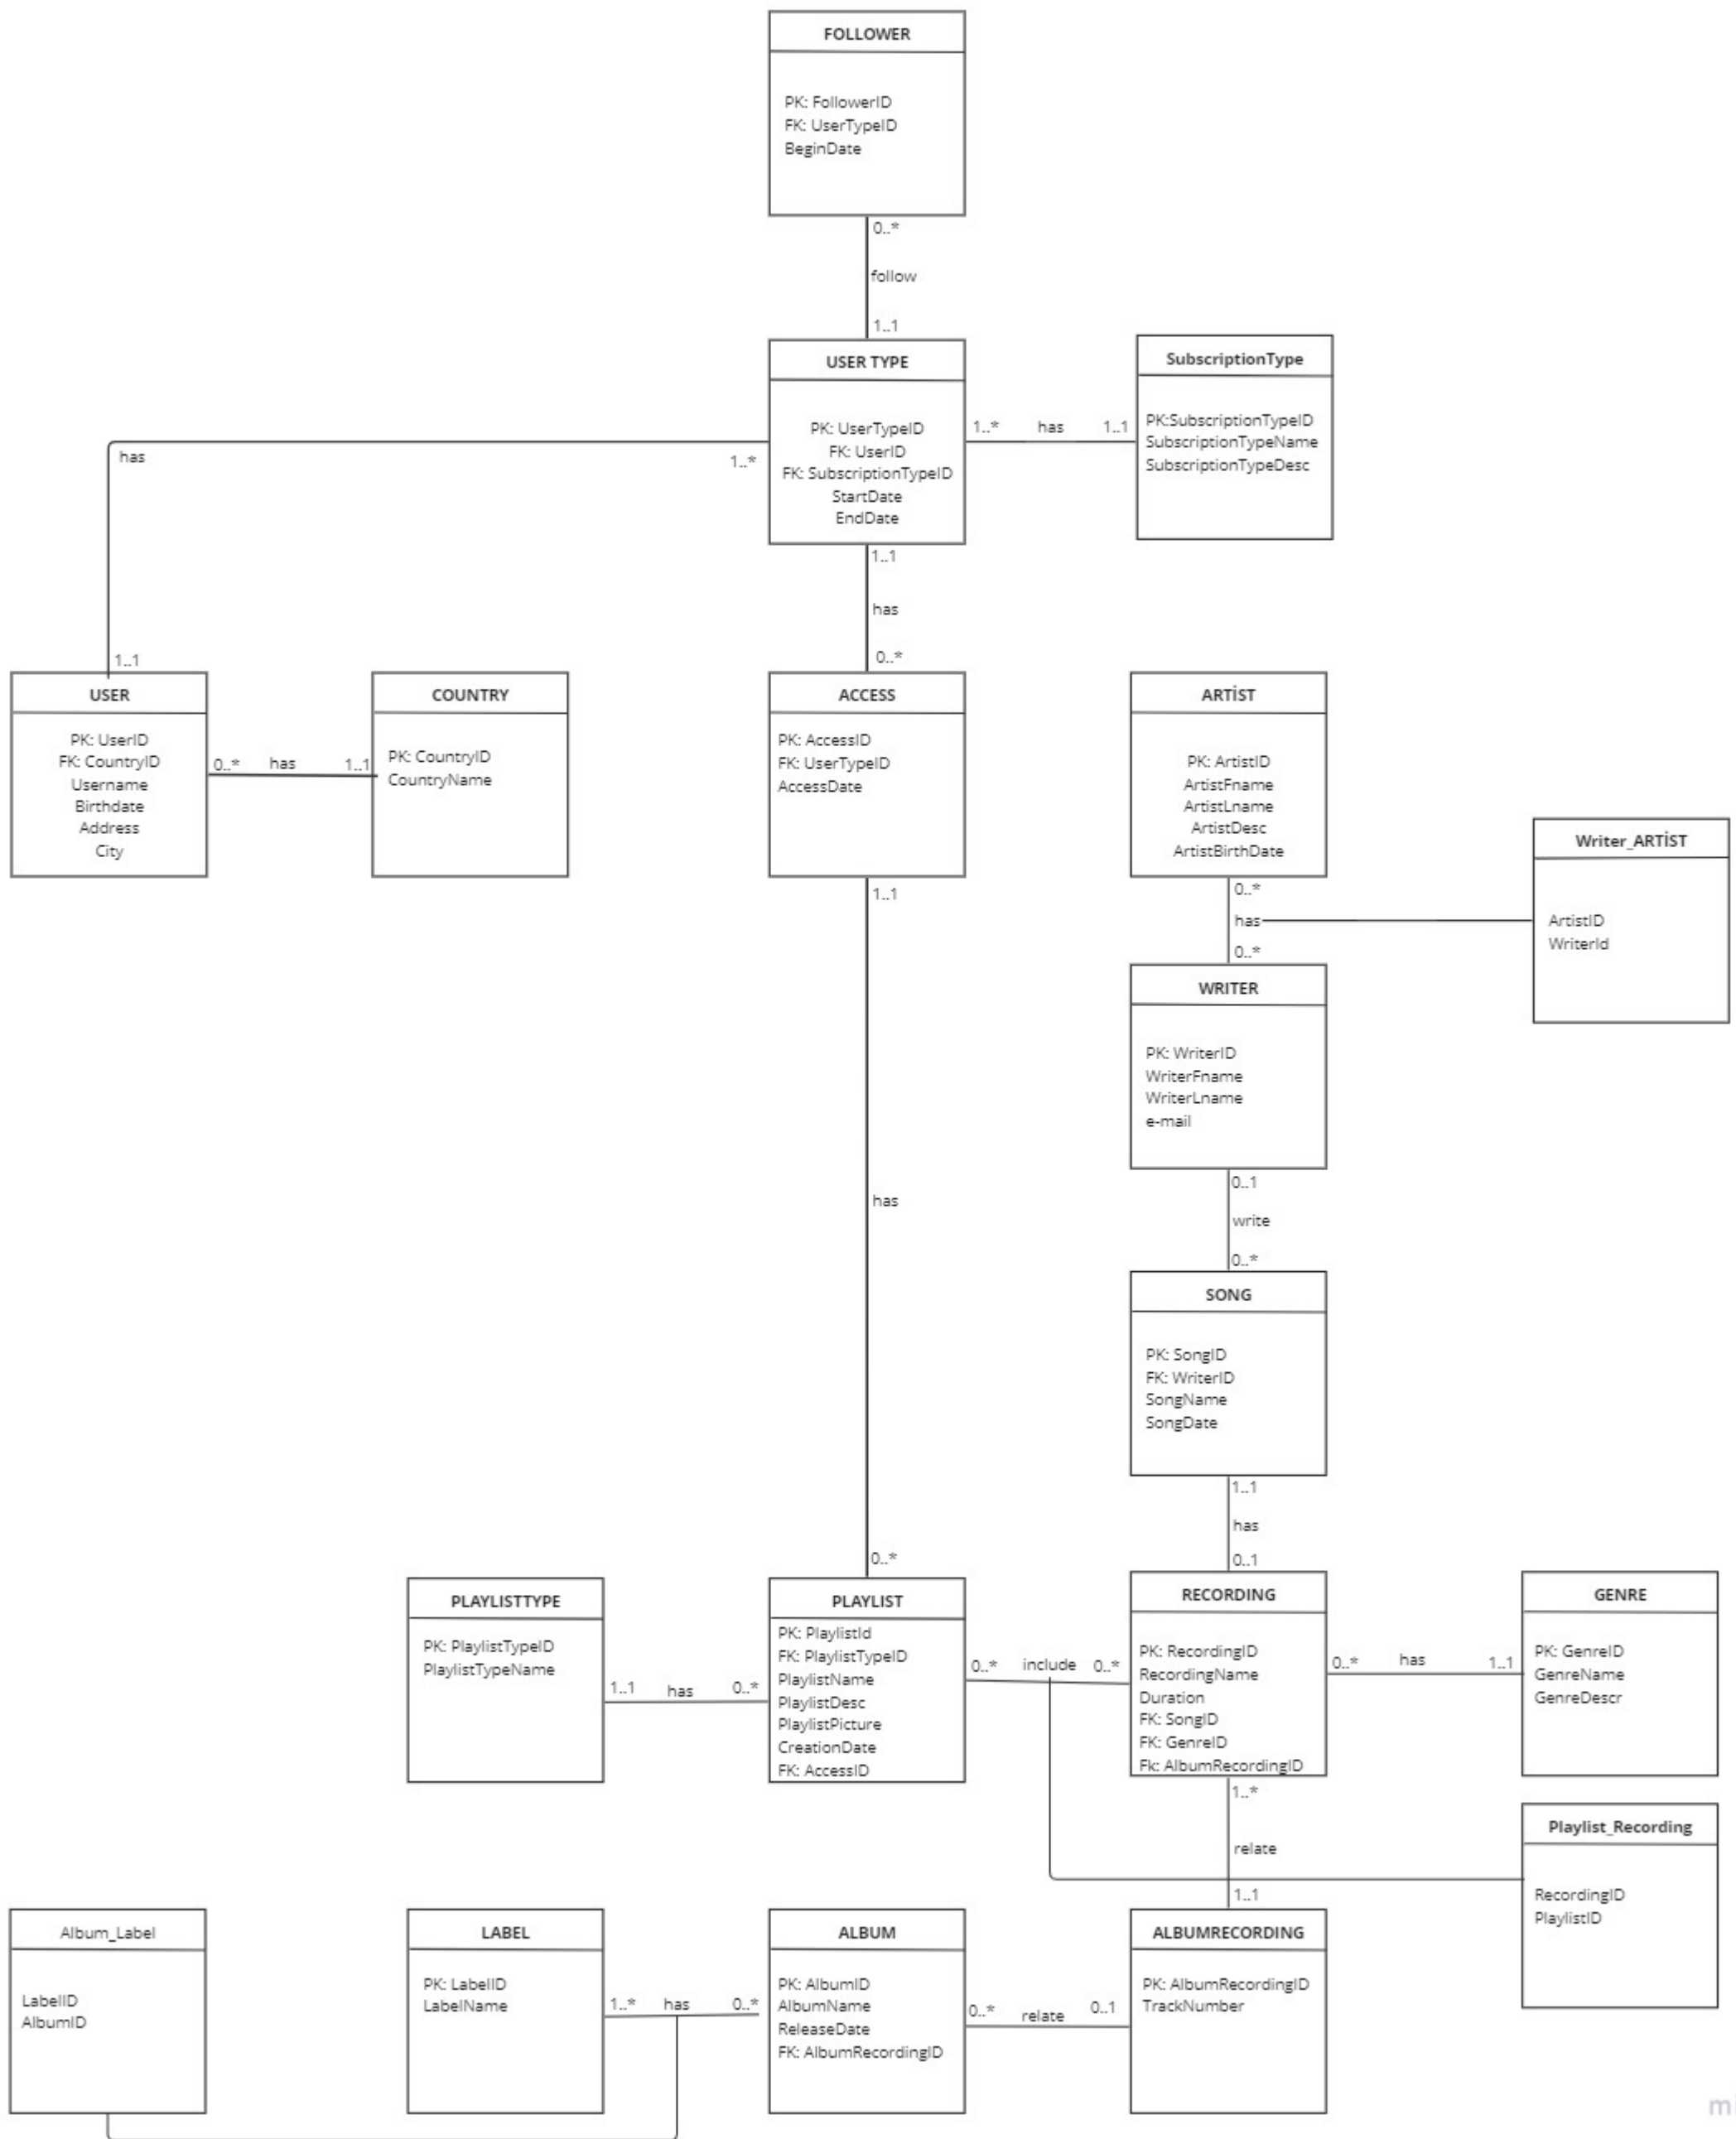 FOLLOWER
PK: FollowerID
FK: UserTypeID
BeginDate
0..*
follow
1..1
USER TYPE
PK: UserTypeID
FK: UserID
FK: SubscriptionTypeID
StartDate
EndDate
1..* has 1..1
SubscriptionType
PK:SubscriptionTypeID
SubscriptionTypeName
SubscriptionTypeDesc
has
1..*
1..1
1..1
has
0..*
USER
PK: UserID
FK: CountryID
Username
Birthdate
Address
City
0..* has 1..1
COUNTRY
PK: CountryID
CountryName
ACCESS
PK: AccessID
FK: UserTypeID
AccessDate
1..1
has
0..*
ARTİST
PK: ArtistID
ArtistFname
ArtistLname
ArtistDesc
ArtistBirthDate
0..*
has
0..*
Writer_ARTİST
ArtistID
WriterId
WRITER
PK: WriterID
WriterFname
WriterLname
e-mail
0..1
write
0..*
SONG
PK: SongID
FK: WriterID
SongName
SongDate
1..1
has
0..1
PLAYLISTTYPE
PK: PlaylistTypeID
PlaylistTypeName
1..1 has 0..*
PLAYLIST
PK: PlaylistId
FK: PlaylistTypeID
PlaylistName
PlaylistDesc
PlaylistPicture
CreationDate
FK: AccessID
0..* include 0..*
RECORDING
PK: RecordingID
RecordingName
Duration
FK: SongID
FK: GenreID
Fk: AlbumRecordingID
0..* has 1..1
GENRE
PK: GenreID
GenreName
GenreDescr
1..*
relate
1..1
Playlist_Recording
RecordingID
PlaylistID
Album_Label
LabelID
AlbumID
LABEL
PK: LabelID
LabelName
1..* has 0..*
ALBUM
PK: AlbumID
AlbumName
ReleaseDate
FK: AlbumRecordingID
0..* relate 0..1
ALBUMRECORDING
PK: AlbumRecordingID
TrackNumber